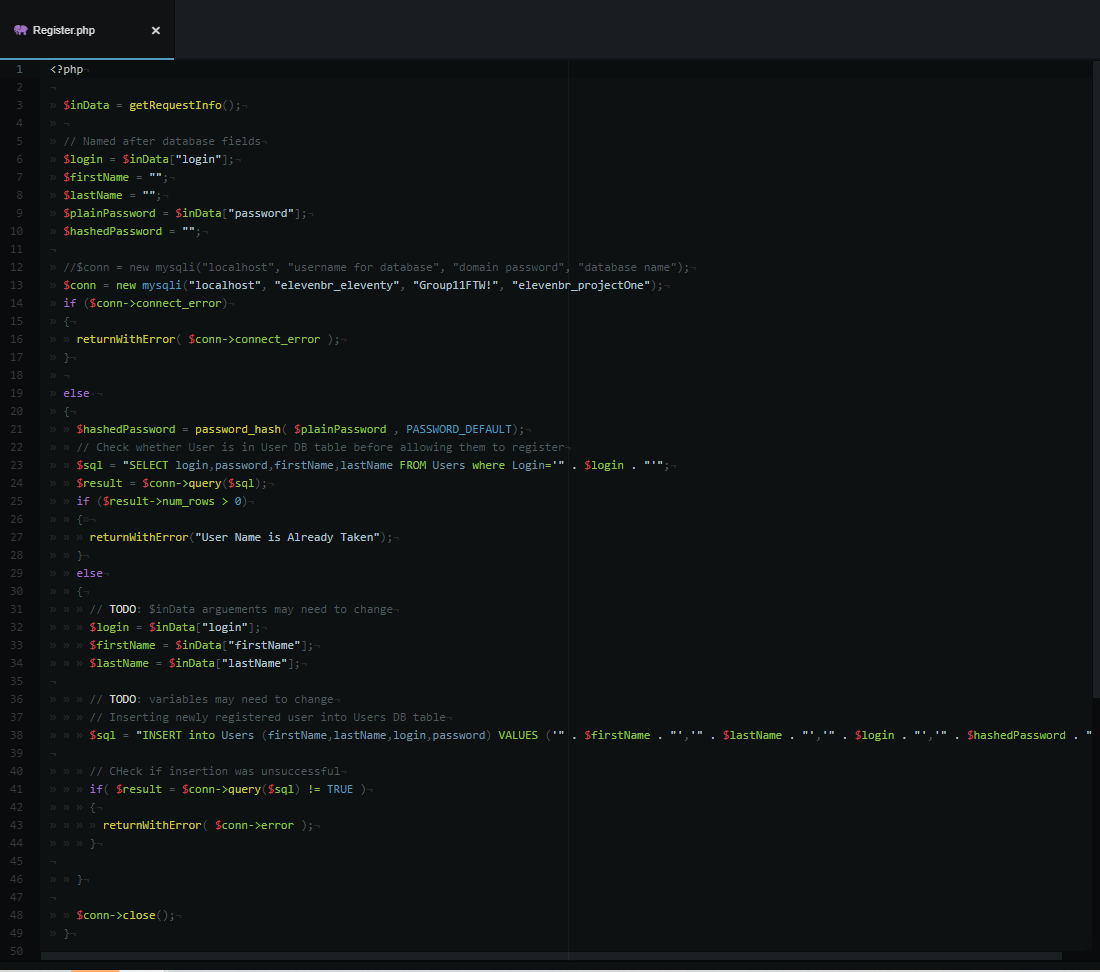 Register.php
1 <?php
2
3 $inData = getRequestInfo();
4
5 // Named after database fields
6 $login = $inData["login"];
7 $firstName = "";
8 $lastName = "";
9 $plainPassword = $inData["password"];
10 $hashedPassword = "";
11
12 //$conn = new mysqli("localhost", "username for database", "domain password", "database name");
13 $conn = new mysqli("localhost", "elevenbr_eleventy", "Group11FTW!", "elevenbr_projectOne");
14 if ($conn->connect_error)
15 {
16 returnWithError( $conn->connect_error );
17 }
18
19 else
20 {
21 $hashedPassword = password_hash( $plainPassword , PASSWORD_DEFAULT);
22 // Check whether User is in User DB table before allowing them to register
23 $sql = "SELECT login,password,firstName,lastName FROM Users where Login='" . $login . "'";
24 $result = $conn->query($sql);
25 if ($result->num_rows > 0)
26 {
27 returnWithError("User Name is Already Taken");
28 }
29 else
30 {
31 // TODO: $inData arguements may need to change
32 $login = $inData["login"];
33 $firstName = $inData["firstName"];
34 $lastName = $inData["lastName"];
35
36 // TODO: variables may need to change
37 // Inserting newly registered user into Users DB table
38 $sql = "INSERT into Users (firstName,lastName,login,password) VALUES ('" . $firstName . "','" . $lastName . "','" . $login . "','" . $hashedPassword . "
39
40 // CHeck if insertion was unsuccessful
41 if( $result = $conn->query($sql) != TRUE )
42 {
43 returnWithError( $conn->error );
44 }
45
46 }
47
48 $conn->close();
49 }
50